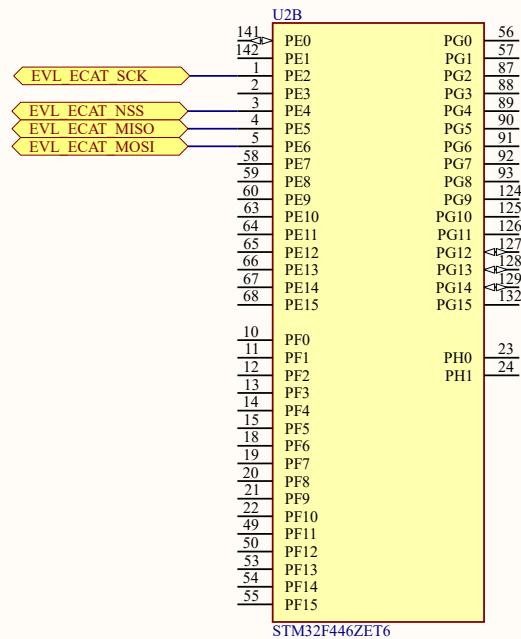 U2B
141 PE0 PG0 56
142 PE1 PG1 57
EVL_ECAT_SCK 1 PE2 PG2 87
2 PE3 PG3 88
EVL_ECAT_NSS 3 PE4 PG4 89
EVL_ECAT_MISO 4 PE5 PG5 90
EVL_ECAT_MOSI 5 PE6 PG6 91
58 PE7 PG7 92
59 PE8 PG8 93
60 PE9 PG9 124
63 PE10 PG10 125
64 PE11 PG11 126
65 PE12 PG12 127
66 PE13 PG13 128
67 PE14 PG14 129
68 PE15 PG15 132
10 PF0 PH0 23
11 PF1 PH1 24
12 PF2
13 PF3
14 PF4
15 PF5
18 PF6
19 PF7
20 PF8
21 PF9
22 PF10
49 PF11
50 PF12
53 PF13
54 PF14
55 PF15
STM32F446ZET6